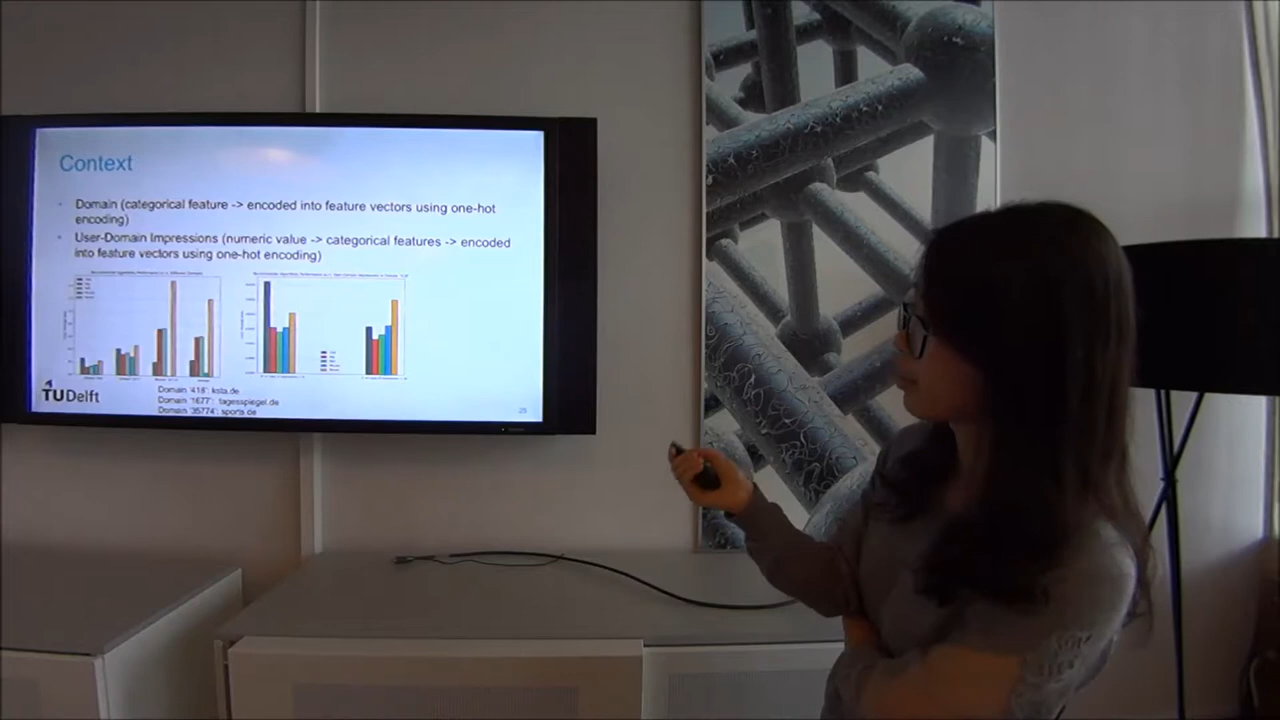 Context
Domain (categorical feature -> encoded into feature vectors using one-hot
encoding)
User-Domain Impressions (numeric value -> categorical features -> encoded
into feature vectors using one-hot encoding)
TUDelft
Domain '418': ksta.de
Domain '1677': tagesspiegel.de
Domain '35774': sports.de
25